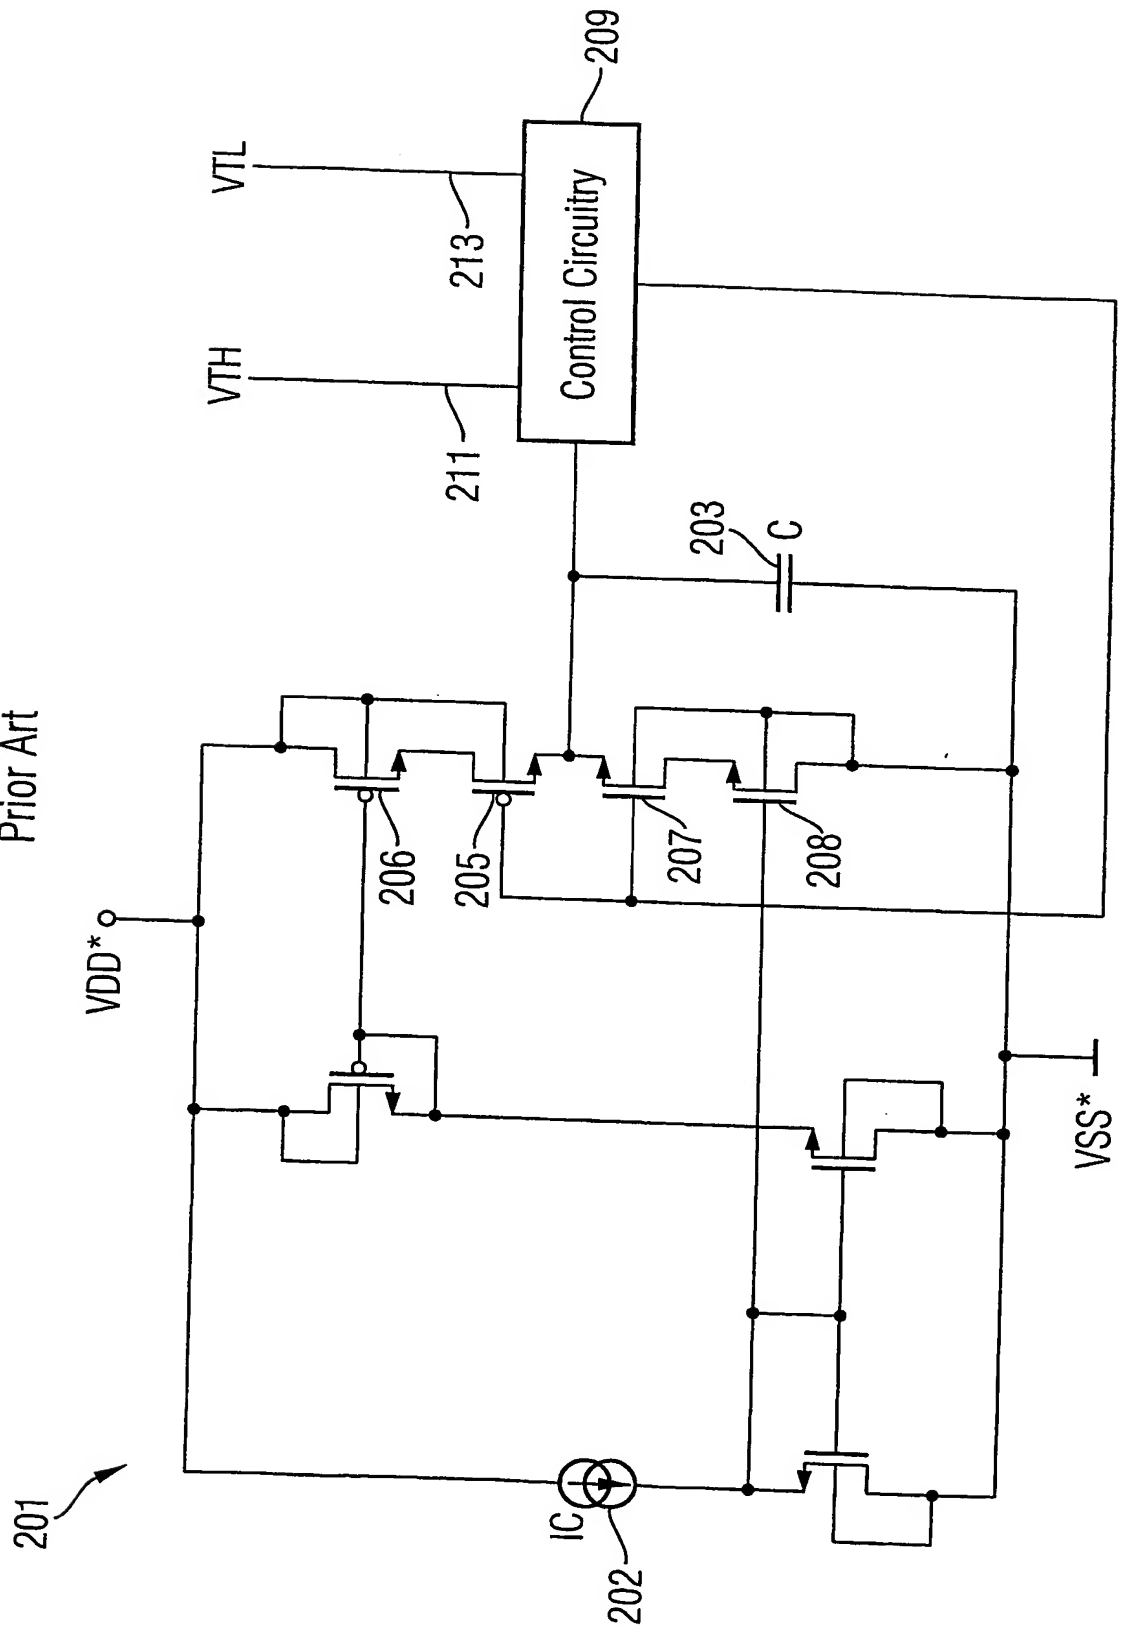 Prior Art
201
VDD*
VTH
VTL
211
213
209
Control Circuitry
206
205
203
C
207
208
IC
202
VSS*